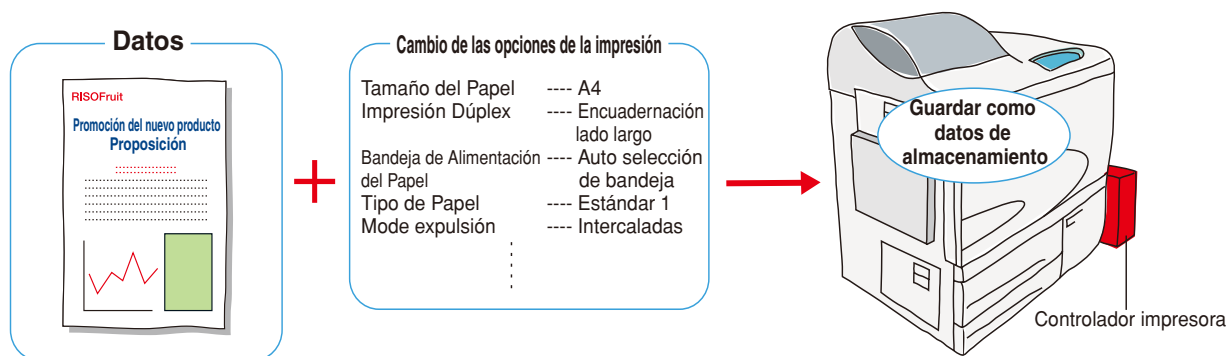 Datos
RISOFruit
Promoción del nuevo producto
Proposición
Cambio de las opciones de la impresión
Tamaño del Papel ---- A4
Impresión Dúplex ---- Encuadernación
lado largo
Bandeja de Alimentación ---- Auto selección
del Papel de bandeja
Tipo de Papel ---- Estándar 1
Mode expulsión ---- Intercaladas
Guardar como
datos de
almacenamiento
Controlador impresora